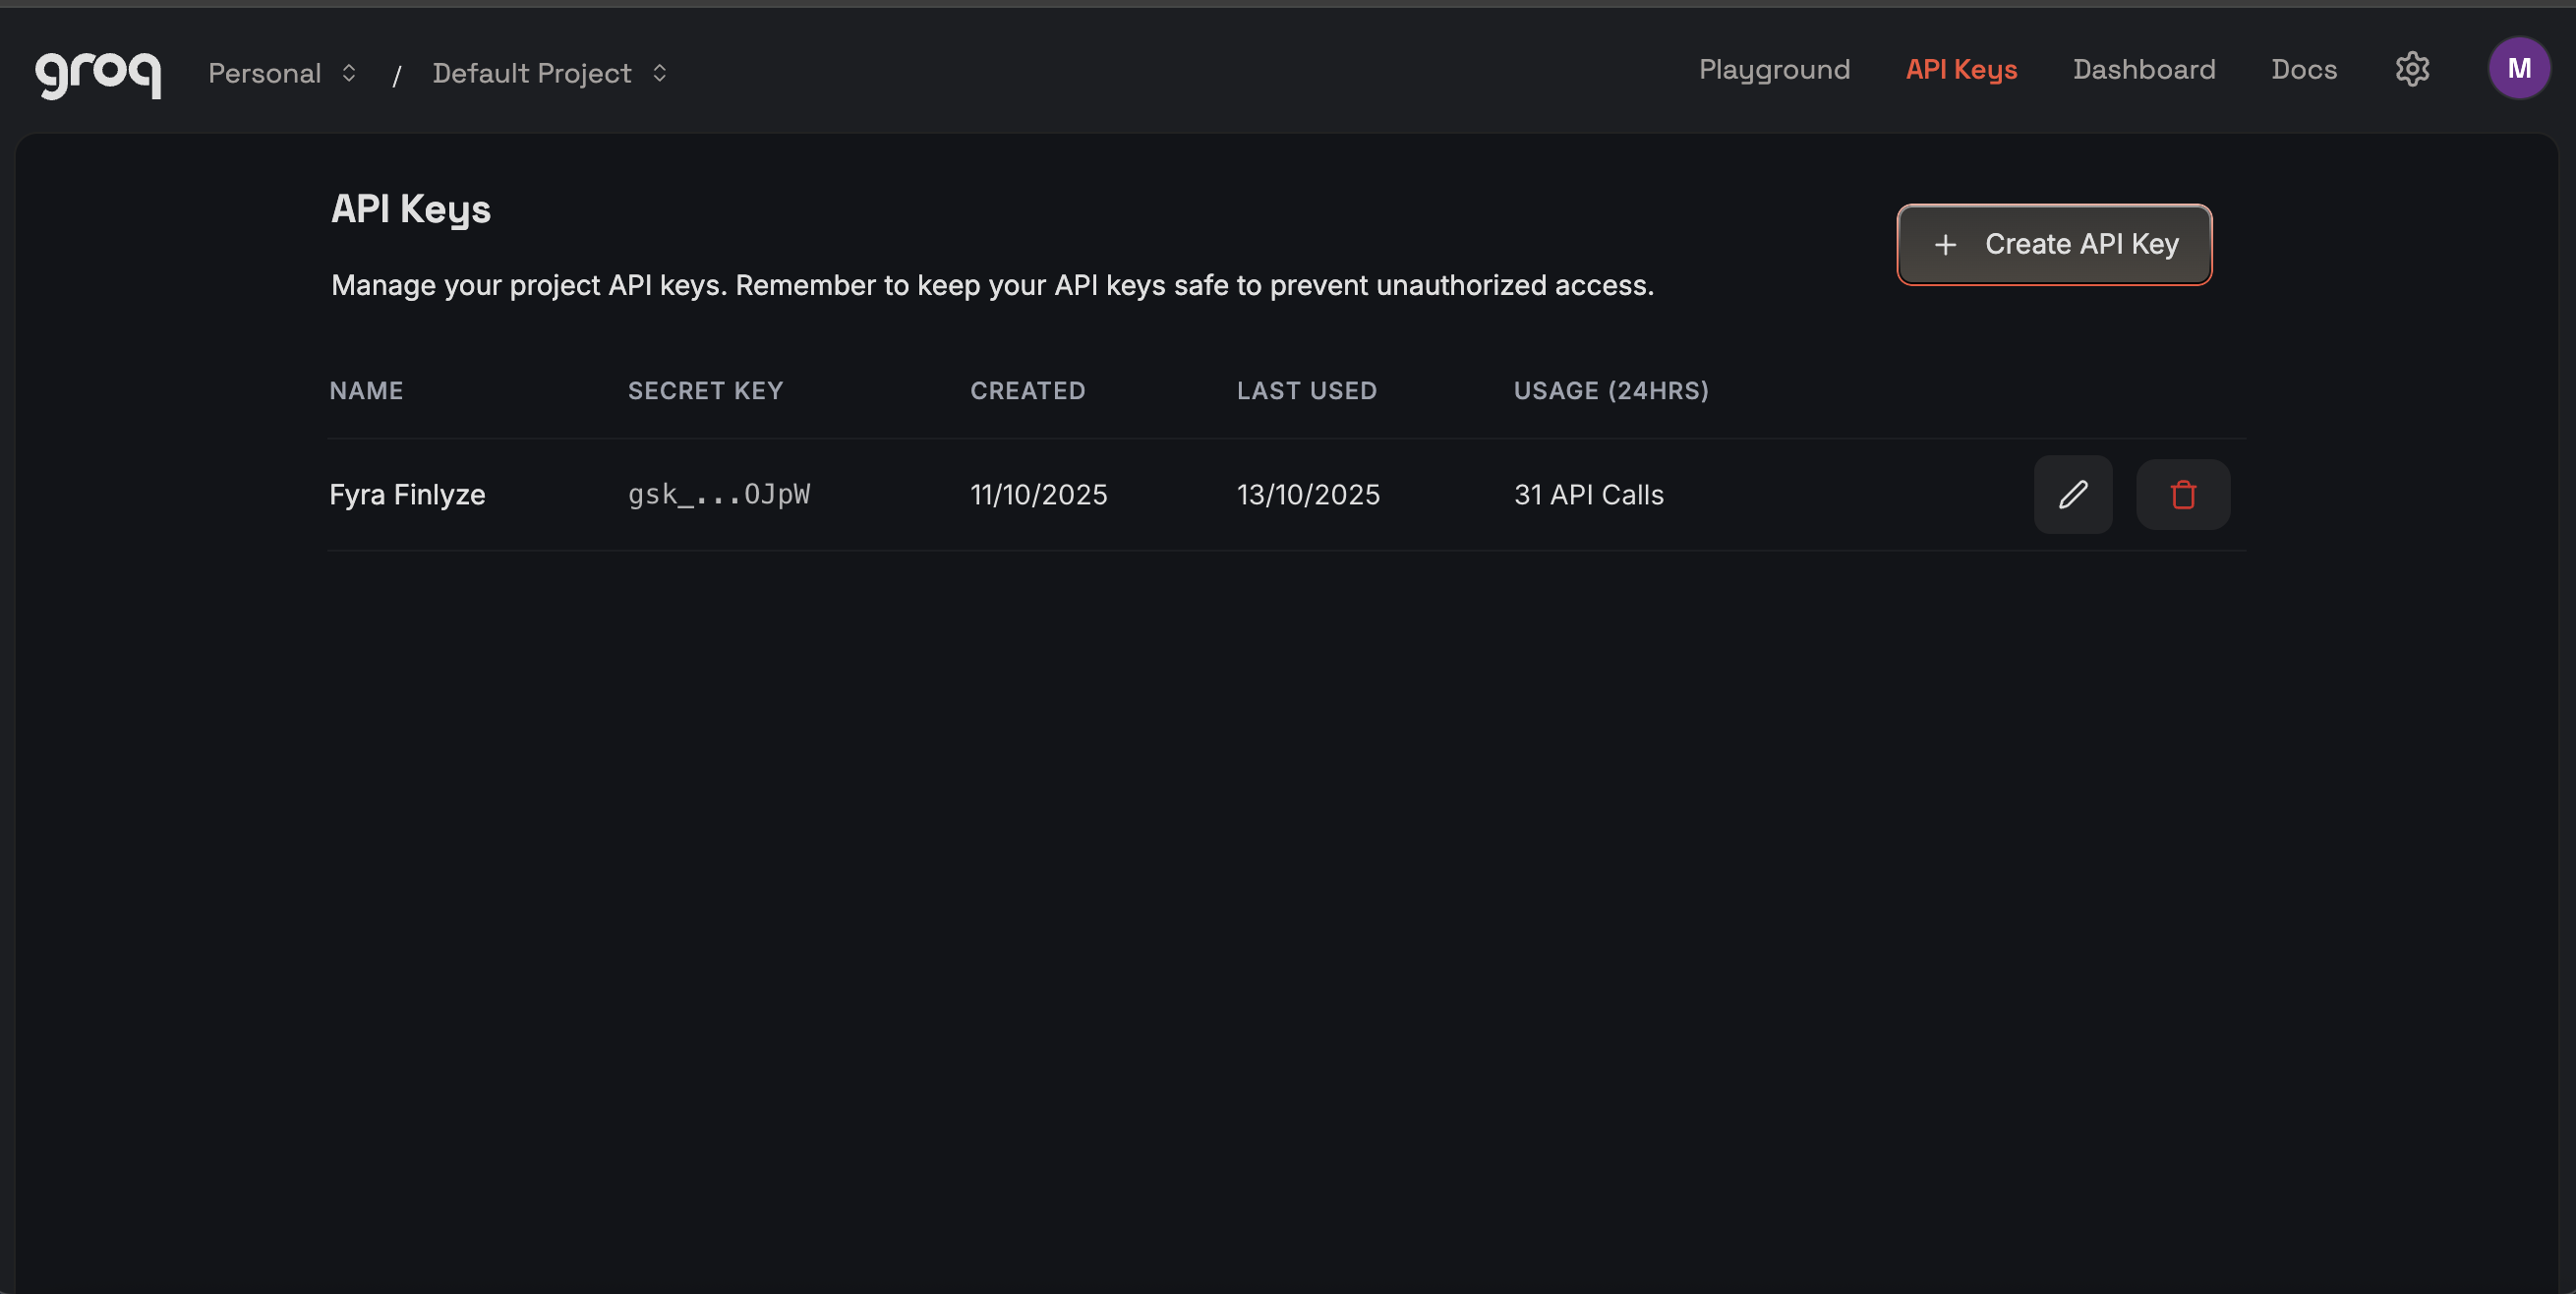 groq Personal / Default Project Playground API Keys Dashboard Docs M
API Keys
Create API Key
Manage your project API keys. Remember to keep your API keys safe to prevent unauthorized access.
NAME SECRET KEY CREATED LAST USED USAGE (24HRS)
Fyra Finlyze gsk_...OJpW 11/10/2025 13/10/2025 31 API Calls